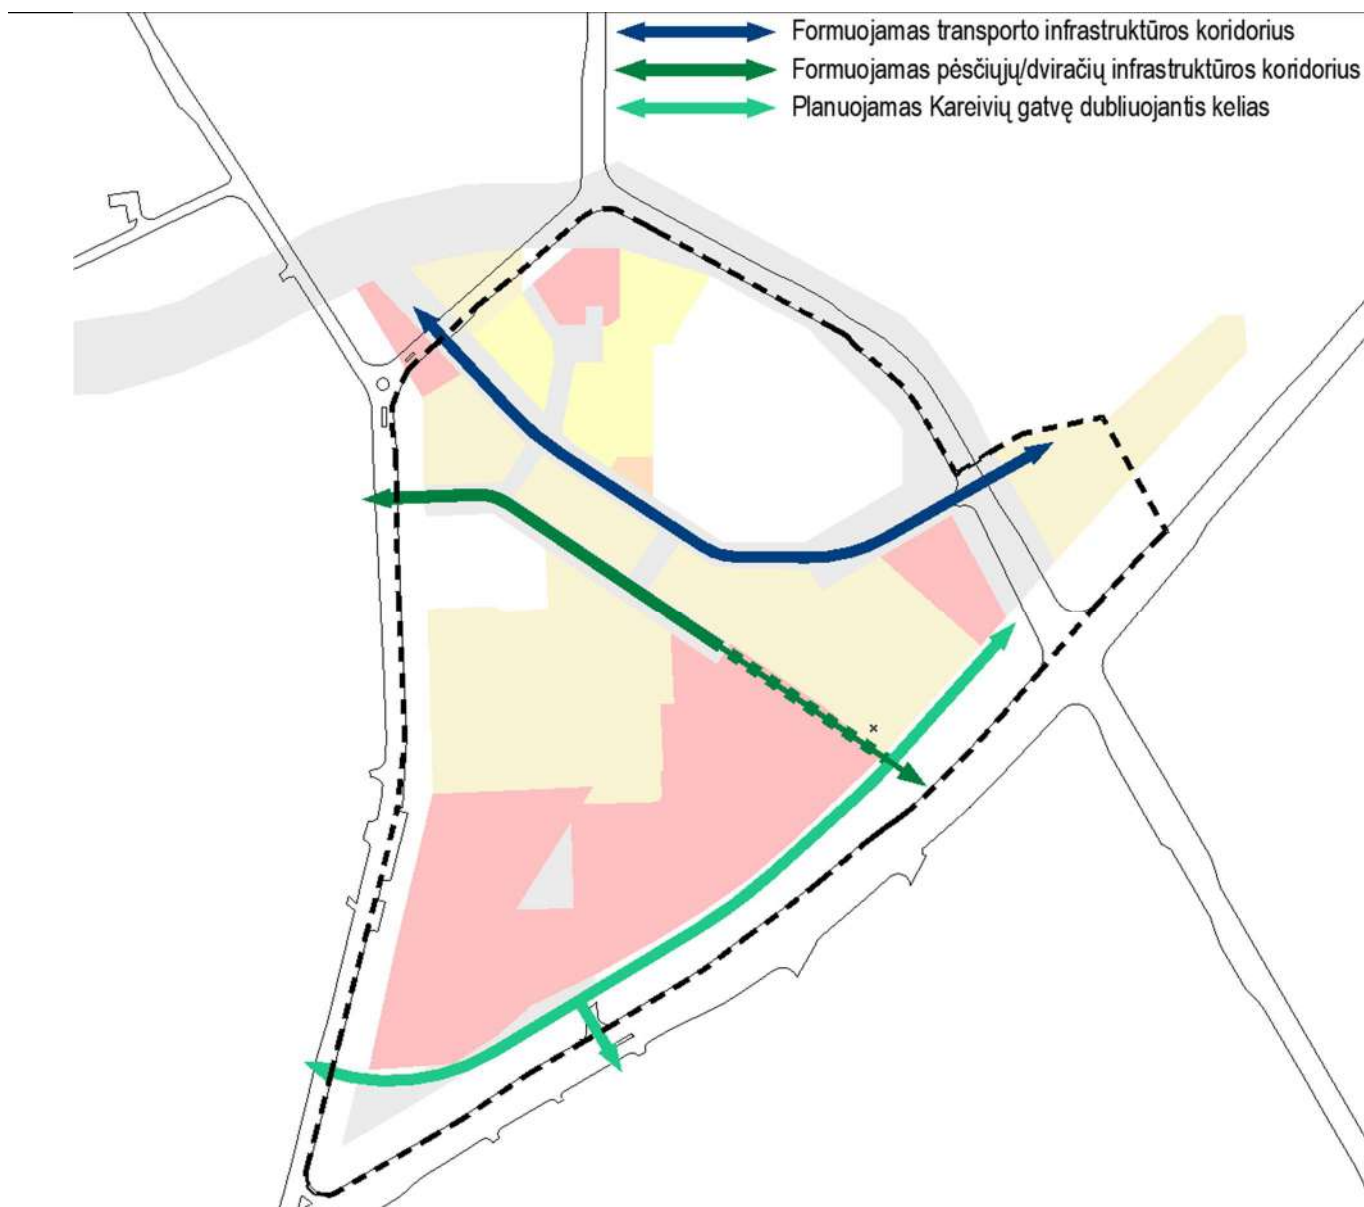 Formuojamas transporto infrastruktūros koridorius
Formuojamas pėsčiųjų/dviračių infrastruktūros koridorius
Planuojamas Kareivių gatvę dubliuojantis kelias